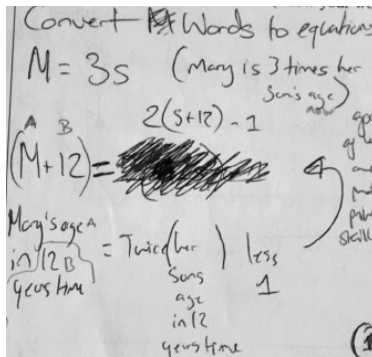 Convert Words to equations
M = 3s (Mary is 3 times her
Son's age
now)
A B 2(s+12) - 1
(M+12) =
Mary's age A = Twice (her ) less
in 12 B Sons 1
years time age
in 12
years time
skill